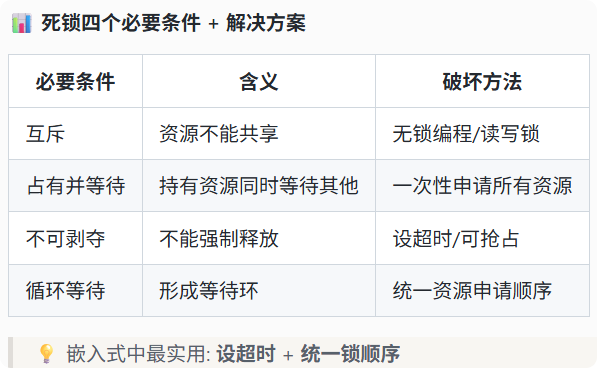 📊 死锁四个必要条件 + 解决方案
必要条件 含义 破坏方法
互斥 资源不能共享 无锁编程/读写锁
占有并等待 持有资源同时等待其他 一次性申请所有资源
不可剥夺 不能强制释放 设超时/可抢占
循环等待 形成等待环 统一资源申请顺序
💡 嵌入式中最实用: 设超时 + 统一锁顺序